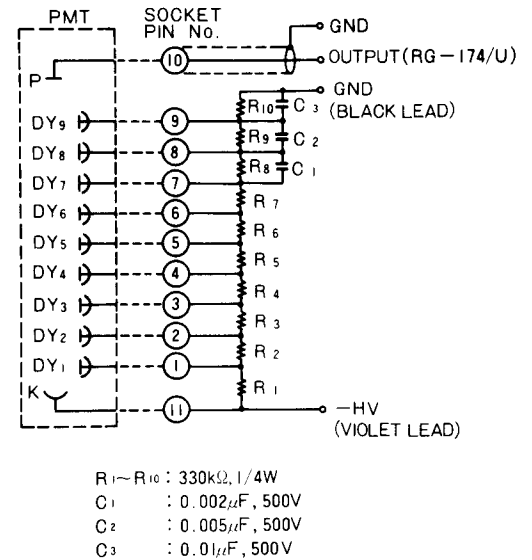 PMT
SOCKET
PIN No.
GND
P
10
OUTPUT(RG-174/U)
GND
(BLACK LEAD)
R10
C3
DY9
9
R9
C2
DY8
8
R8
C1
DY7
7
R7
DY6
6
R6
DY5
5
R5
DY4
4
R4
DY3
3
R3
DY2
2
R2
DY1
1
R1
K
11
-HV
(VIOLET LEAD)
R1~R10 : 330kΩ, 1/4W
C1 : 0.002μF, 500V
C2 : 0.005μF, 500V
C3 : 0.01μF, 500V